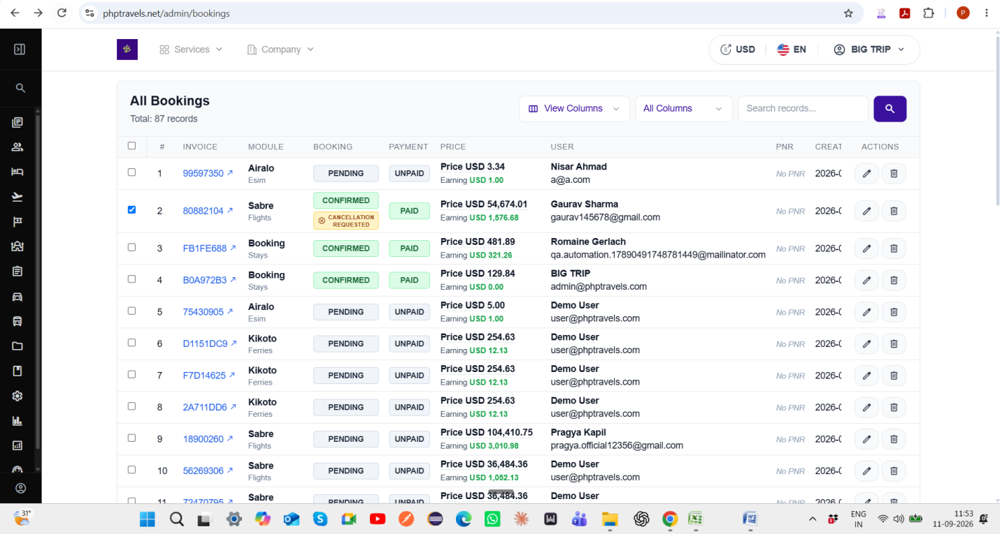 phptravels.net/admin/bookings
P
Services
Company
USD
EN
BIG TRIP
All Bookings
Total: 87 records
View Columns
All Columns
Search records...
# INVOICE MODULE BOOKING PAYMENT PRICE USER PNR CREAT ACTIONS
1 99597350 Airalo Esim PENDING UNPAID Price USD 3.34 Earning USD 1.00 Nisar Ahmad a@a.com No PNR 2026-0
2 80882104 Sabre Flights CONFIRMED CANCELLATION REQUESTED PAID Price USD 54,674.01 Earning USD 1,576.68 Gaurav Sharma gaurav145678@gmail.com No PNR 2026-0
3 FB1FE688 Booking Stays CONFIRMED PAID Price USD 481.89 Earning USD 321.26 Romaine Gerlach qa.automation.17890491748781449@mailinator.com No PNR 2026-0
4 B0A972B3 Booking Stays CONFIRMED PAID Price USD 129.84 Earning USD 0.00 BIG TRIP admin@phptravels.com No PNR 2026-0
5 75430905 Airalo Esim PENDING UNPAID Price USD 5.00 Earning USD 1.00 Demo User user@phptravels.com No PNR 2026-0
6 D1151DC9 Kikoto Ferries PENDING UNPAID Price USD 254.63 Earning USD 12.13 Demo User user@phptravels.com No PNR 2026-0
7 F7D14625 Kikoto Ferries PENDING UNPAID Price USD 254.63 Earning USD 12.13 Demo User user@phptravels.com No PNR 2026-0
8 2A711DD6 Kikoto Ferries PENDING UNPAID Price USD 254.63 Earning USD 12.13 Demo User user@phptravels.com No PNR 2026-0
9 18900260 Sabre Flights PENDING UNPAID Price USD 104,410.75 Earning USD 3,010.98 Pragya Kapil pragya.official12356@gmail.com No PNR 2026-0
10 56269306 Sabre Flights PENDING UNPAID Price USD 36,484.36 Earning USD 1,052.13 Demo User user@phptravels.com No PNR 2026-0
11 72470795 Sabre PENDING UNPAID Price USD 36,484.36 Demo User No PNR 2026-0
31°
ENG
IN
11:53
11-09-2026